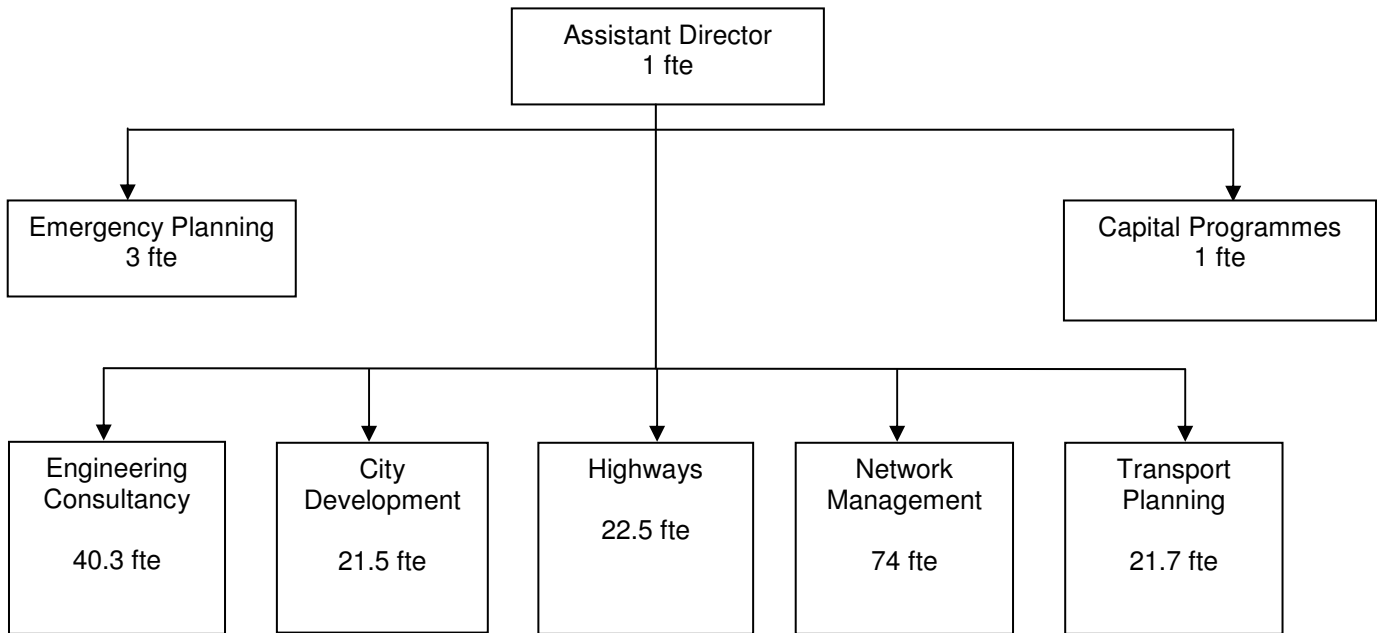 Assistant Director
1 fte
Emergency Planning
3 fte
Capital Programmes
1 fte
Engineering
Consultancy
40.3 fte
City
Development
21.5 fte
Highways
22.5 fte
Network
Management
74 fte
Transport
Planning
21.7 fte